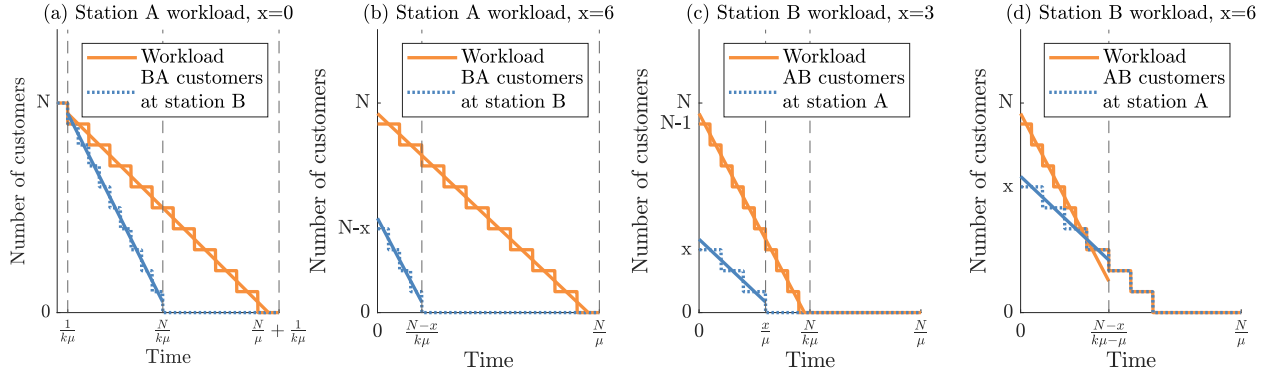 (a) Station A workload, x=0
Number of customers
N
0
Workload
BA customers
at station B
1/kμ
N/kμ
N/μ + 1/kμ
Time
(b) Station A workload, x=6
Number of customers
N
N-x
0
Workload
BA customers
at station B
0
N−x/kμ
N/μ
Time
(c) Station B workload, x=3
Number of customers
N
N-1
x
0
Workload
AB customers
at station A
0
x/μ
N/kμ
N/μ
Time
(d) Station B workload, x=6
Number of customers
N
x
0
Workload
AB customers
at station A
0
N−x/kμ−μ
N/μ
Time